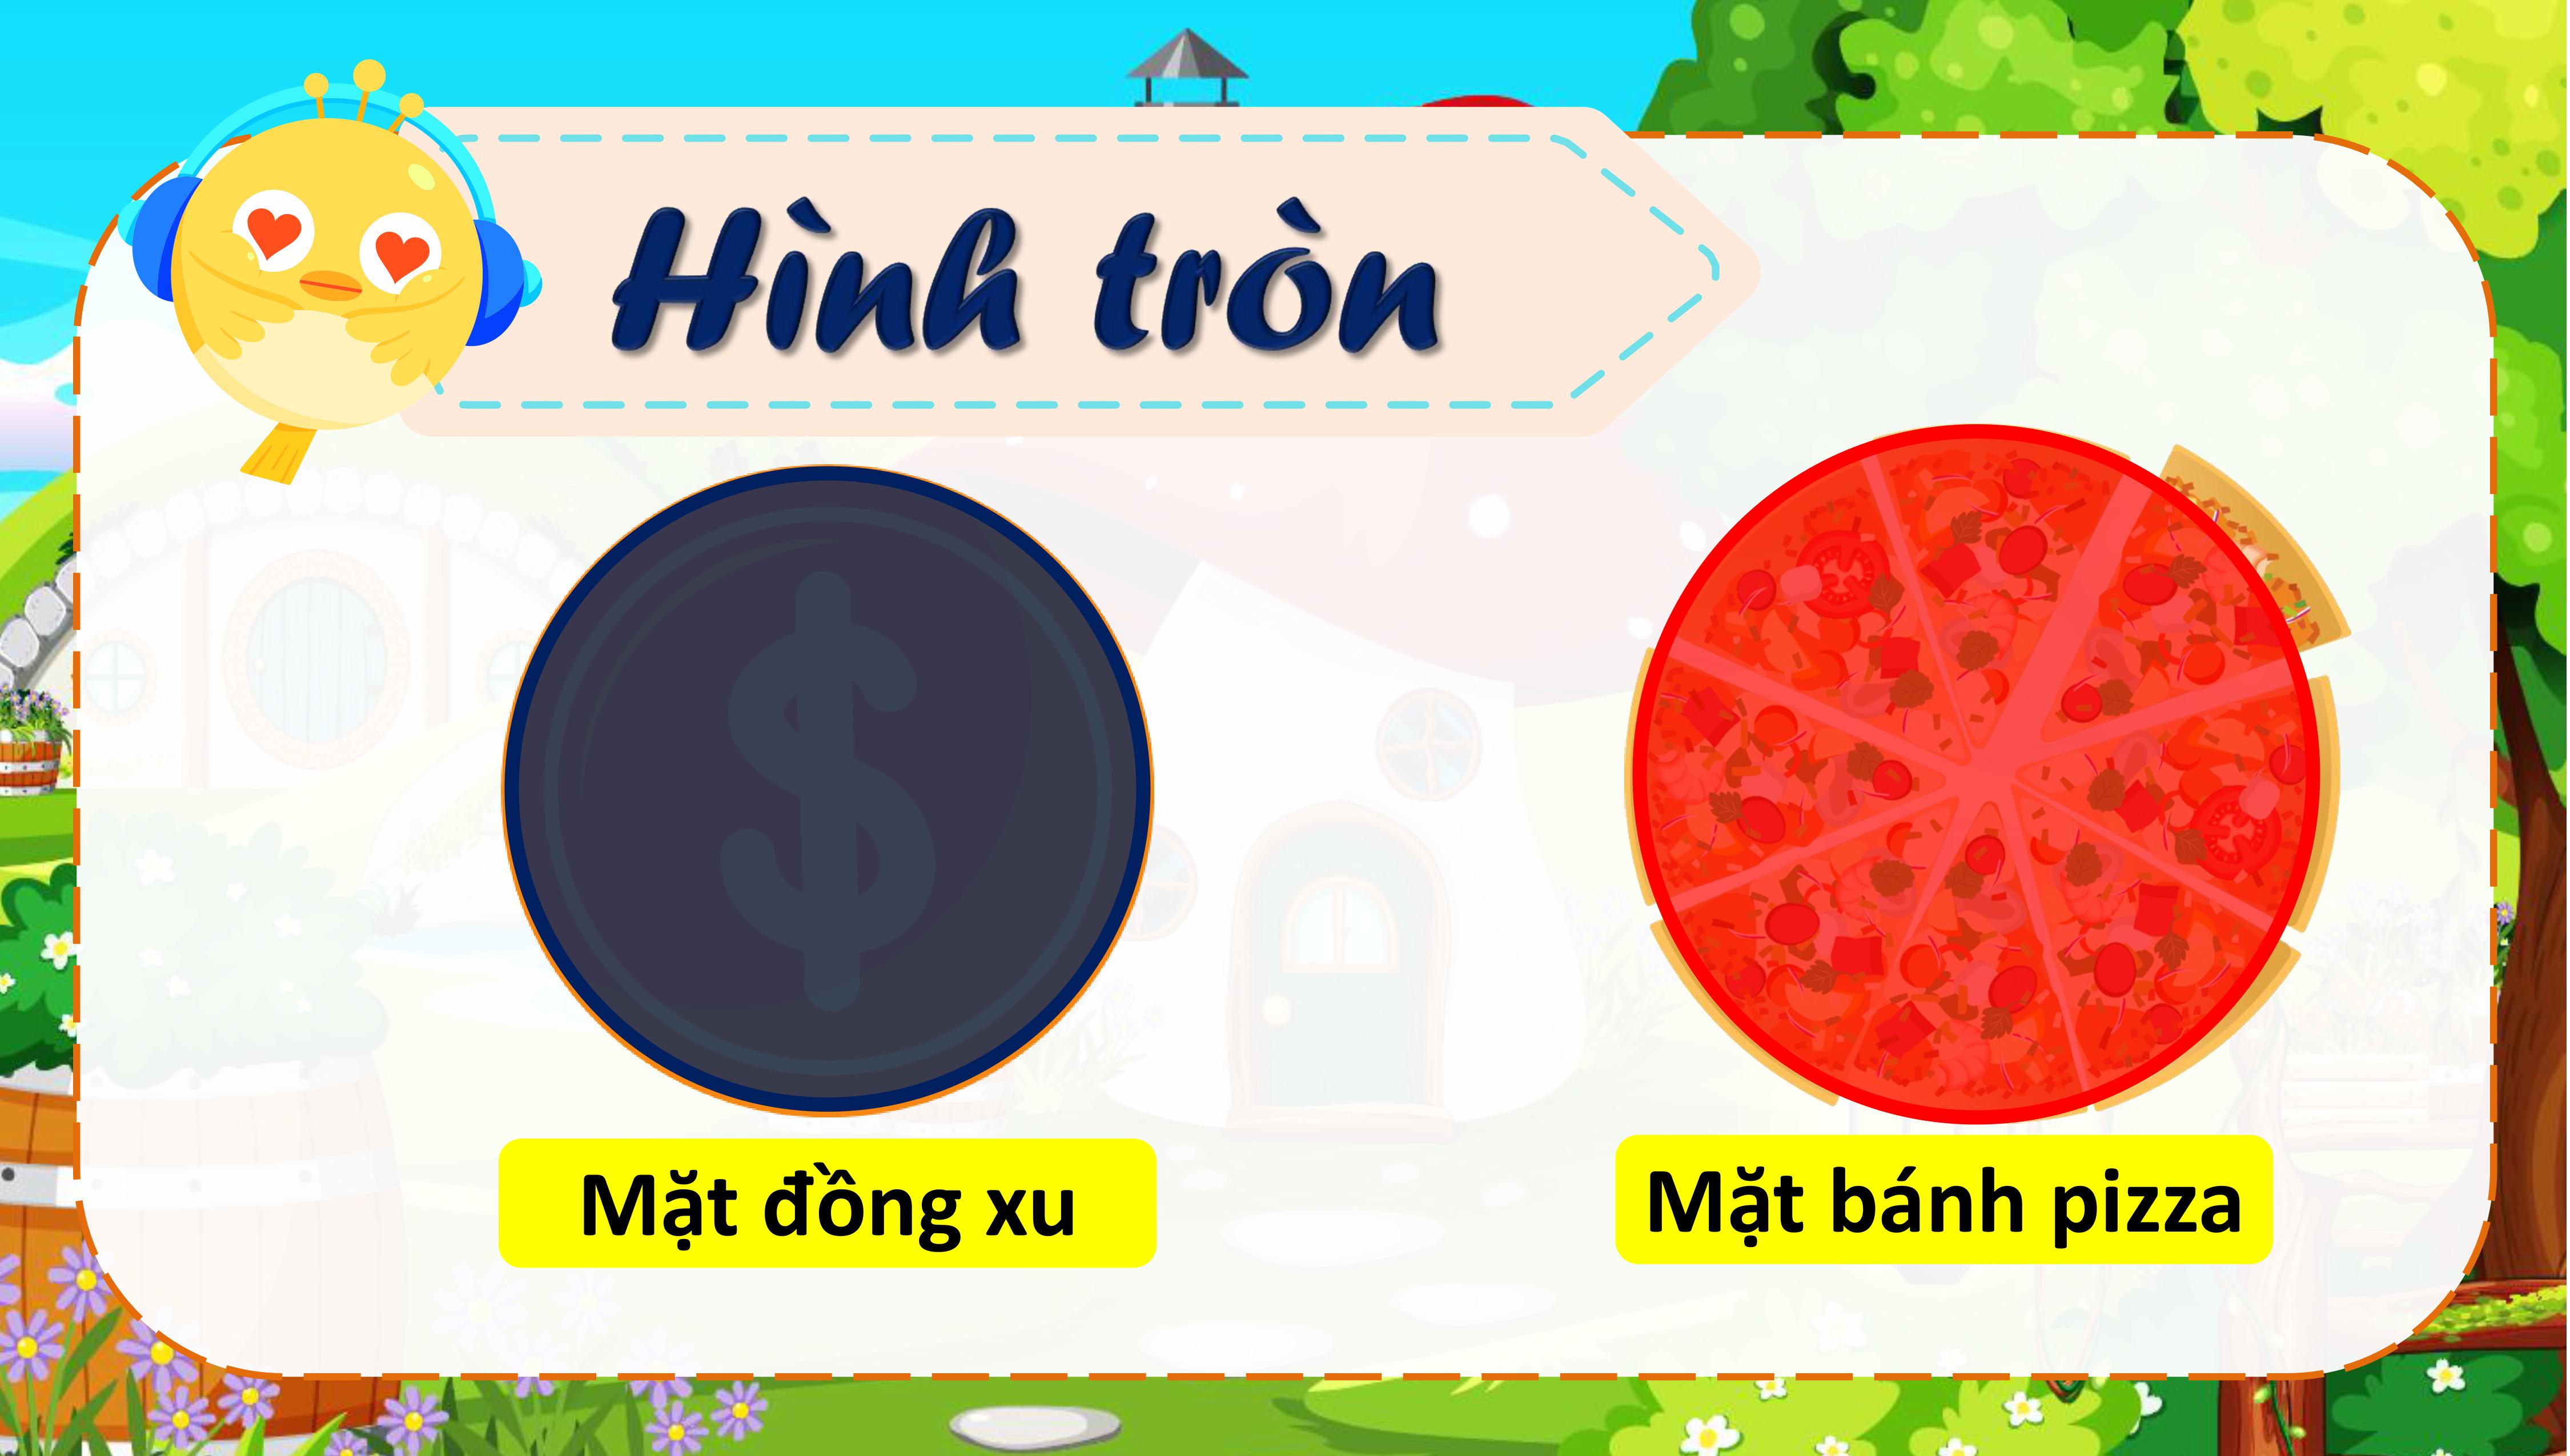 Hình tròn
$
Mặt đồng xu
Mặt bánh pizza